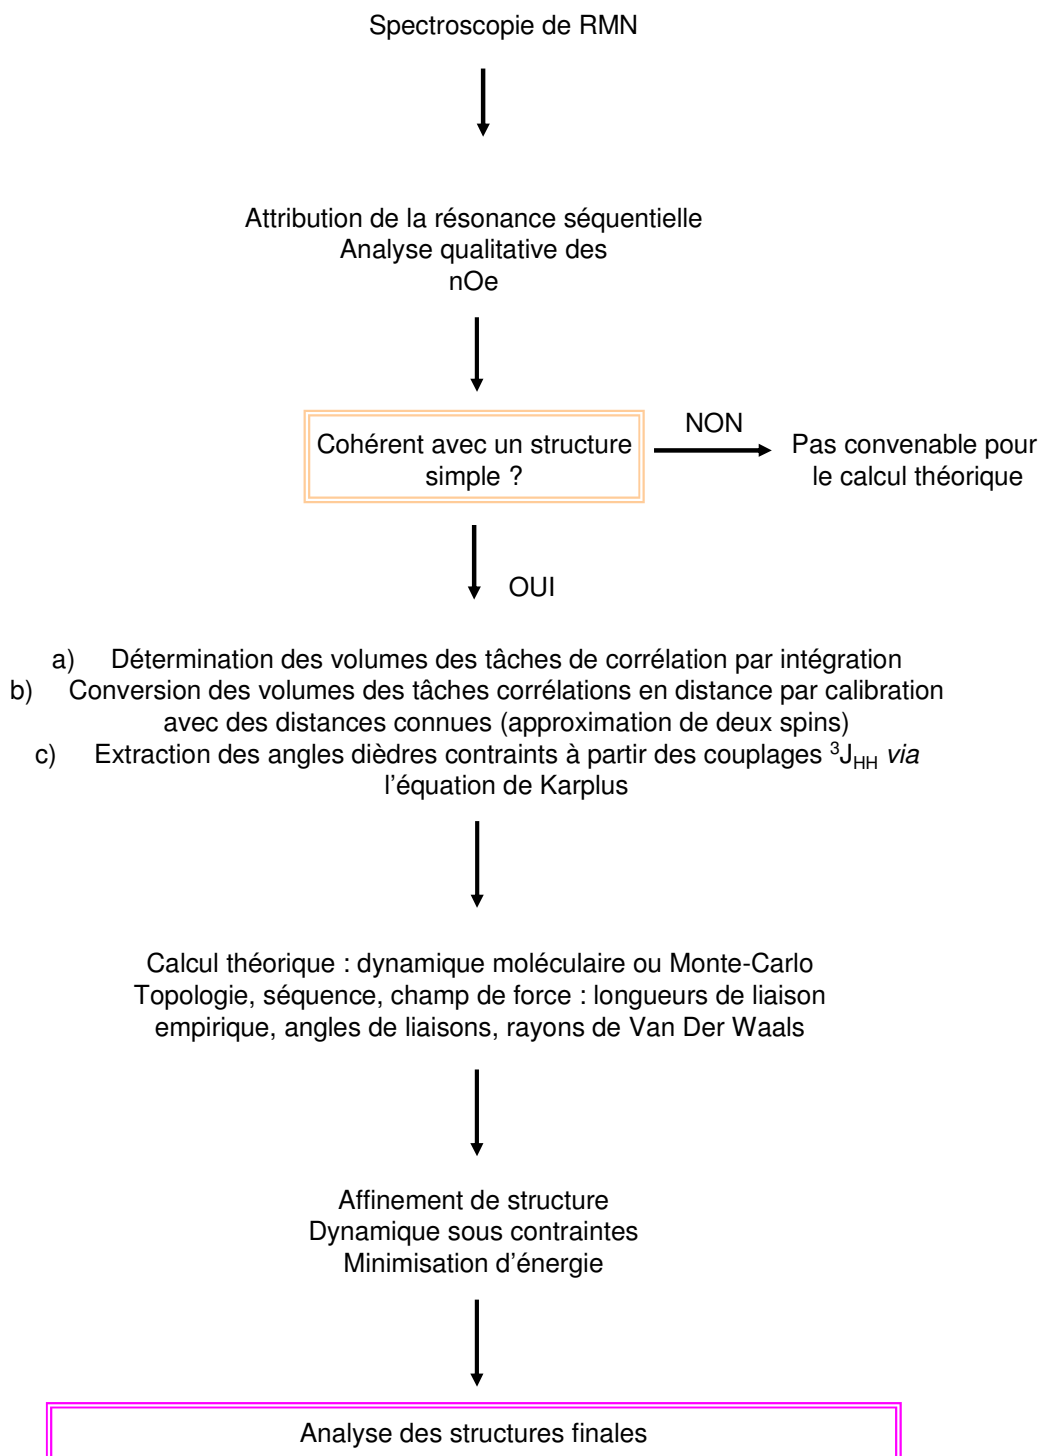 Spectroscopie de RMN
Attribution de la résonance séquentielle
Analyse qualitative des
nOe
Cohérent avec un structure
simple ?
NON
Pas convenable pour
le calcul théorique
OUI
a) Détermination des volumes des tâches de corrélation par intégration
b) Conversion des volumes des tâches corrélations en distance par calibration
avec des distances connues (approximation de deux spins)
c) Extraction des angles dièdres contraints à partir des couplages ³J_HH via
l'équation de Karplus
Calcul théorique : dynamique moléculaire ou Monte-Carlo
Topologie, séquence, champ de force : longueurs de liaison
empirique, angles de liaisons, rayons de Van Der Waals
Affinement de structure
Dynamique sous contraintes
Minimisation d'énergie
Analyse des structures finales